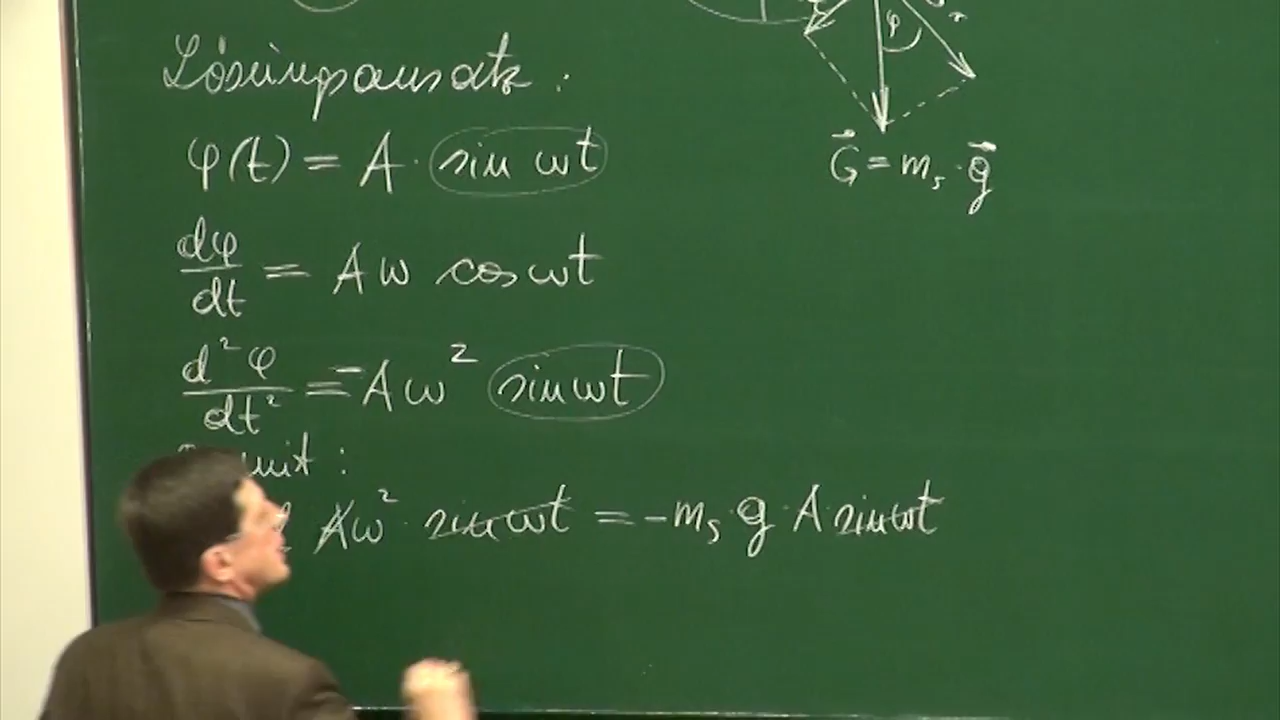 Lösungsansatz :
φ(t) = A · sin ωt
φ
G⃗ = m_s · g⃗
dφ/dt = A ω cos ωt
d²φ/dt² = -A ω² sin ωt
Aω² · sin ωt = -m_s · g · A sin ωt